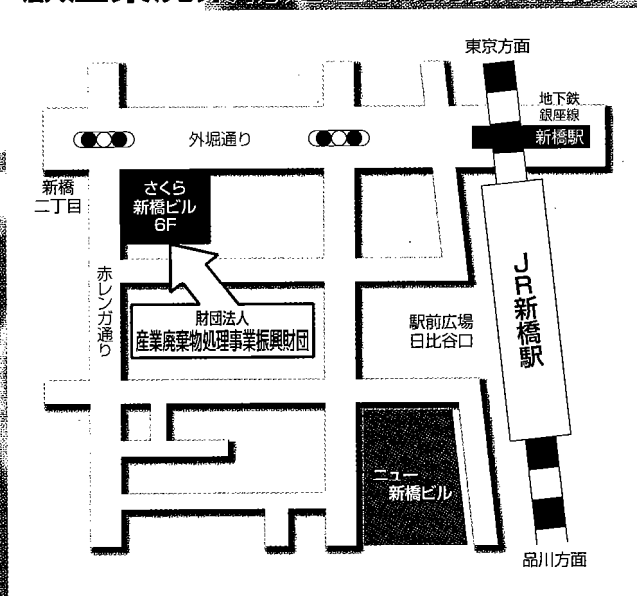 東京方面
地下鉄
銀座線
新橋駅
外堀通り
新橋
二丁目
さくら
新橋ビル
6F
赤レンガ通り
財団法人
産業廃棄物処理事業振興財団
駅前広場
日比谷口
JR新橋駅
ニュー
新橋ビル
品川方面